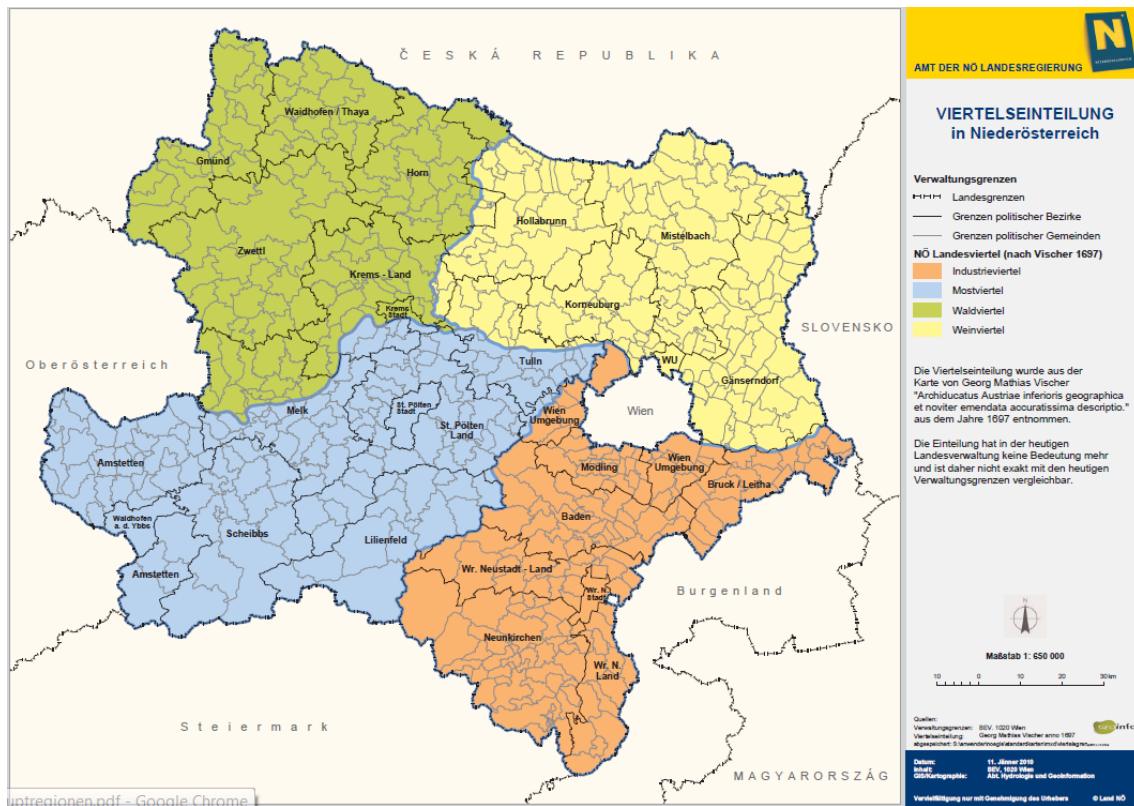 ČESKÁ REPUBLIKA
Waidhofen / Thaya
Gmünd
Horn
Hollabrunn
Mistelbach
Zwettl
Krems - Land
Krems
Stadt
Korneuburg
SLOVENSKO
Oberösterreich
Tulln
WU
Gänserndorf
Melk
St. Pölten
Stadt
St. Pölten
Land
Wien
Umgebung
Wien
Amstetten
Mödling
Wien
Umgebung
Bruck / Leitha
Waidhofen
a. d. Ybbs
Baden
Scheibbs
Lilienfeld
Amstetten
Wr. Neustadt - Land
Wr. N.
Stadt
Burgenland
Neunkirchen
Wr. N.
Land
Steiermark
MAGYARORSZÁG
uptregionen.pdf - Google Chrome
N
AMT DER NÖ LANDESREGIERUNG
VIERTELSEINTEILUNG
in Niederösterreich
Verwaltungsgrenzen
Landesgrenzen
Grenzen politischer Bezirke
Grenzen politischer Gemeinden
NÖ Landesviertel (nach Vischer 1697)
Industrieviertel
Mostviertel
Waldviertel
Weinviertel
Die Viertelseinteilung wurde aus der
Karte von Georg Mathias Vischer
"Archiducatus Austriae inferioris geographica
et noviter emendata accuratissima descriptio."
aus dem Jahre 1697 entnommen.
Die Einteilung hat in der heutigen
Landesverwaltung keine Bedeutung mehr
und ist daher nicht exakt mit den heutigen
Verwaltungsgrenzen vergleichbar.
N
Maßstab 1: 650 000
10 0 10 20 30 km
Quellen:
Verwaltungsgrenzen: BEV, 1020 Wien
Viertelseinteilung: Georg Mathias Vischer anno 1697
abgespeichert:
Datum: 11. Jänner 2010
Inhalt: BEV, 1020 Wien
GIS/Kartographie: Abt. Hydrologie und Geoinformation
Vervielfältigung nur mit Genehmigung des Urhebers © Land NÖ